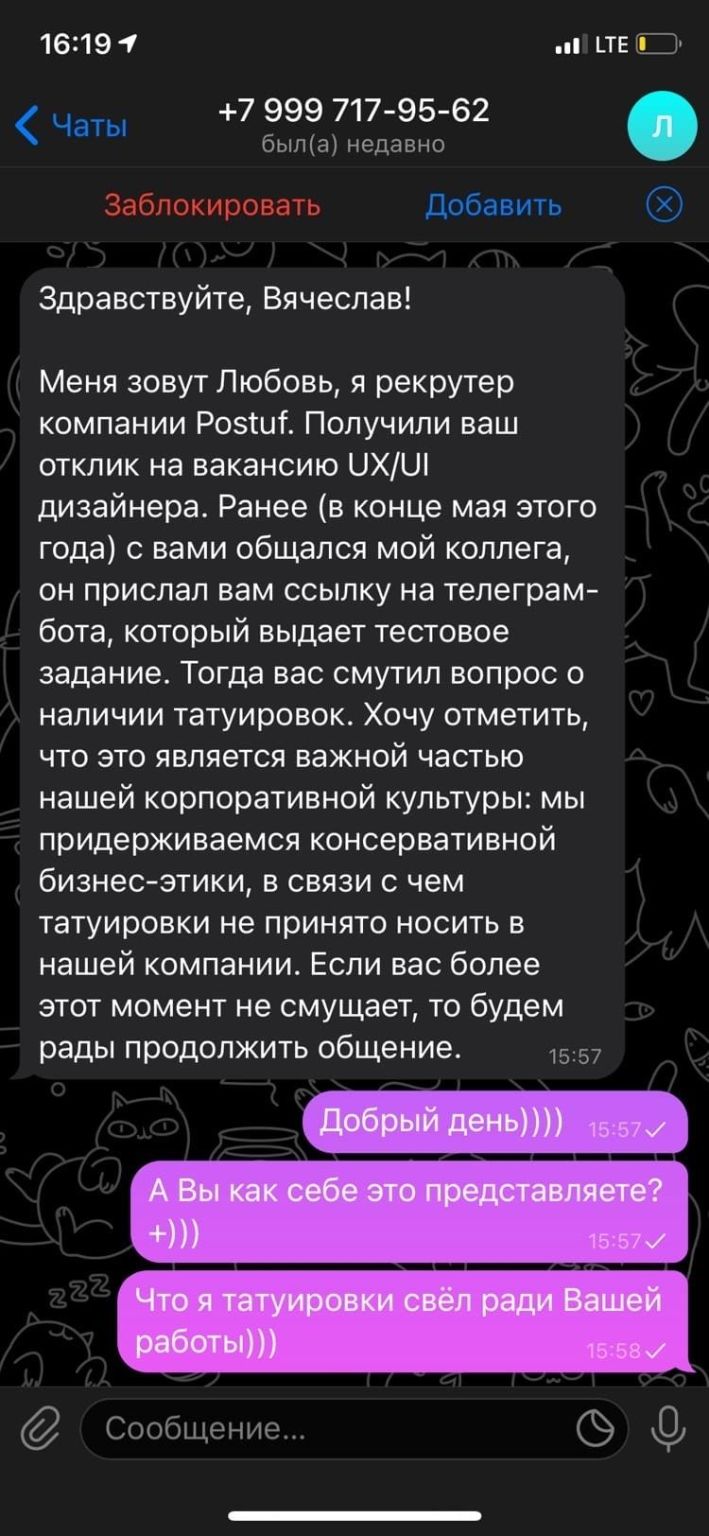 16:19
LTE
Чаты
+7 999 717-95-62
был(а) недавно
Л
Заблокировать
Добавить
Здравствуйте, Вячеслав!
Меня зовут Любовь, я рекрутер
компании Postuf. Получили ваш
отклик на вакансию UX/UI
дизайнера. Ранее (в конце мая этого
года) с вами общался мой коллега,
он прислал вам ссылку на телеграм-
бота, который выдает тестовое
задание. Тогда вас смутил вопрос о
наличии татуировок. Хочу отметить,
что это является важной частью
нашей корпоративной культуры: мы
придерживаемся консервативной
бизнес-этики, в связи с чем
татуировки не принято носить в
нашей компании. Если вас более
этот момент не смущает, то будем
рады продолжить общение.
15:57
Добрый день))))
15:57
А Вы как себе это представляете?
+)))
15:57
Что я татуировки свёл ради Вашей
работы)))
15:58
zzz
Сообщение...